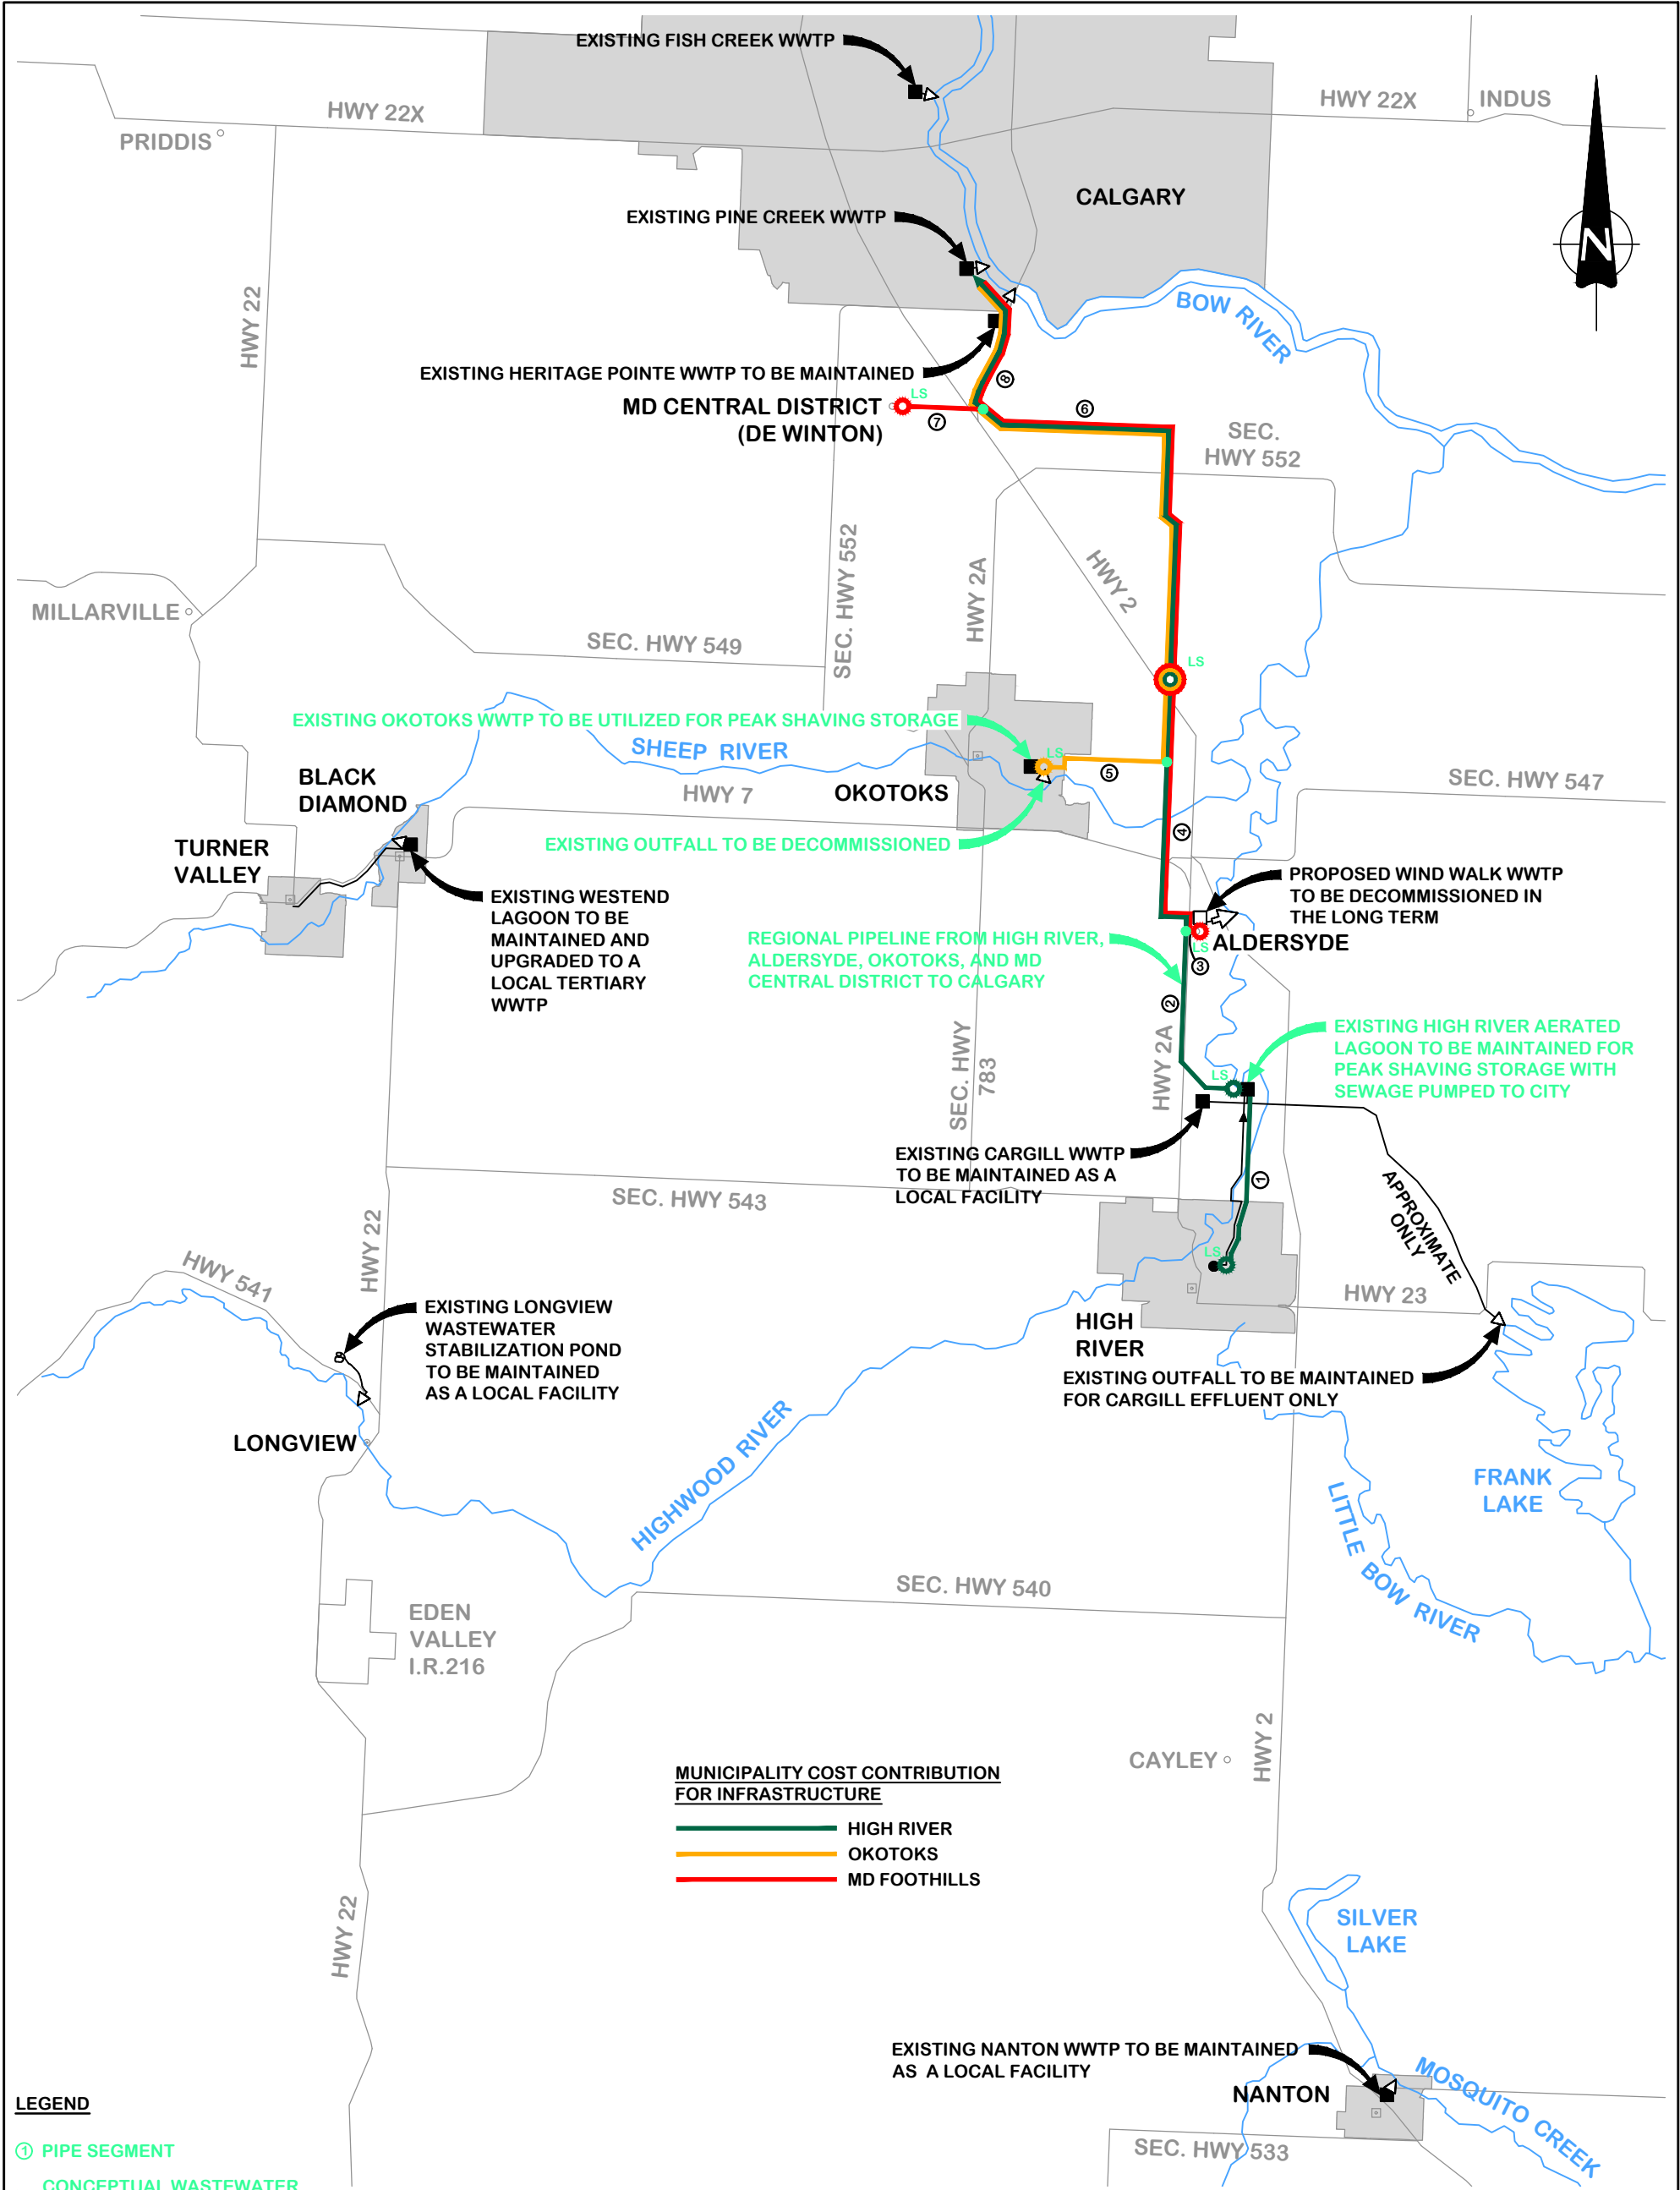 EXISTING FISH CREEK WWTP
HWY 22X
HWY 22X
INDUS
PRIDDIS
CALGARY
EXISTING PINE CREEK WWTP
N
HWY 22
BOW RIVER
EXISTING HERITAGE POINTE WWTP TO BE MAINTAINED
LS
MD CENTRAL DISTRICT
(DE WINTON)
7
8
6
SEC.
HWY 552
SEC. HWY 552
HWY 2A
HWY 2
MILLARVILLE
SEC. HWY 549
LS
EXISTING OKOTOKS WWTP TO BE UTILIZED FOR PEAK SHAVING STORAGE
SHEEP RIVER
LS
5
BLACK
DIAMOND
HWY 7
OKOTOKS
SEC. HWY 547
EXISTING OUTFALL TO BE DECOMMISSIONED
4
TURNER
VALLEY
EXISTING WESTEND
LAGOON TO BE
MAINTAINED AND
UPGRADED TO A
LOCAL TERTIARY
WWTP
PROPOSED WIND WALK WWTP
TO BE DECOMMISSIONED IN
THE LONG TERM
REGIONAL PIPELINE FROM HIGH RIVER,
ALDERSYDE, OKOTOKS, AND MD
CENTRAL DISTRICT TO CALGARY
LS
ALDERSYDE
3
2
SEC. HWY
783
HWY 2A
EXISTING HIGH RIVER AERATED
LAGOON TO BE MAINTAINED FOR
PEAK SHAVING STORAGE WITH
SEWAGE PUMPED TO CITY
LS
EXISTING CARGILL WWTP
TO BE MAINTAINED AS A
LOCAL FACILITY
1
APPROXIMATE
ONLY
SEC. HWY 543
HWY 22
LS
HWY 541
HWY 23
HIGH
RIVER
EXISTING LONGVIEW
WASTEWATER
STABILIZATION POND
TO BE MAINTAINED
AS A LOCAL FACILITY
EXISTING OUTFALL TO BE MAINTAINED
FOR CARGILL EFFLUENT ONLY
LONGVIEW
HIGHWOOD RIVER
FRANK
LAKE
LITTLE BOW RIVER
SEC. HWY 540
EDEN
VALLEY
I.R.216
CAYLEY
HWY 2
MUNICIPALITY COST CONTRIBUTION
FOR INFRASTRUCTURE
HIGH RIVER
OKOTOKS
MD FOOTHILLS
HWY 22
SILVER
LAKE
EXISTING NANTON WWTP TO BE MAINTAINED
AS A LOCAL FACILITY
NANTON
MOSQUITO CREEK
SEC. HWY 533
LEGEND
1 PIPE SEGMENT
CONCEPTUAL WASTEWATER